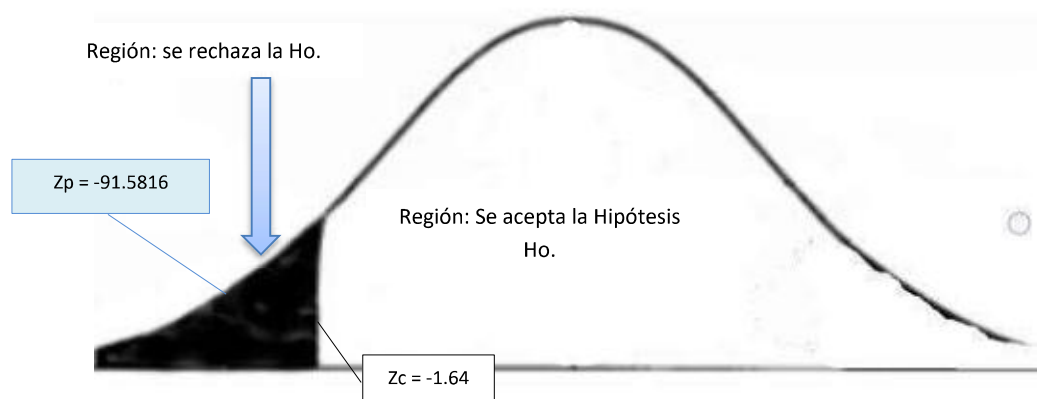 Región: se rechaza la Ho.
Zp = -91.5816
Región: Se acepta la Hipótesis
Ho.
Zc = -1.64